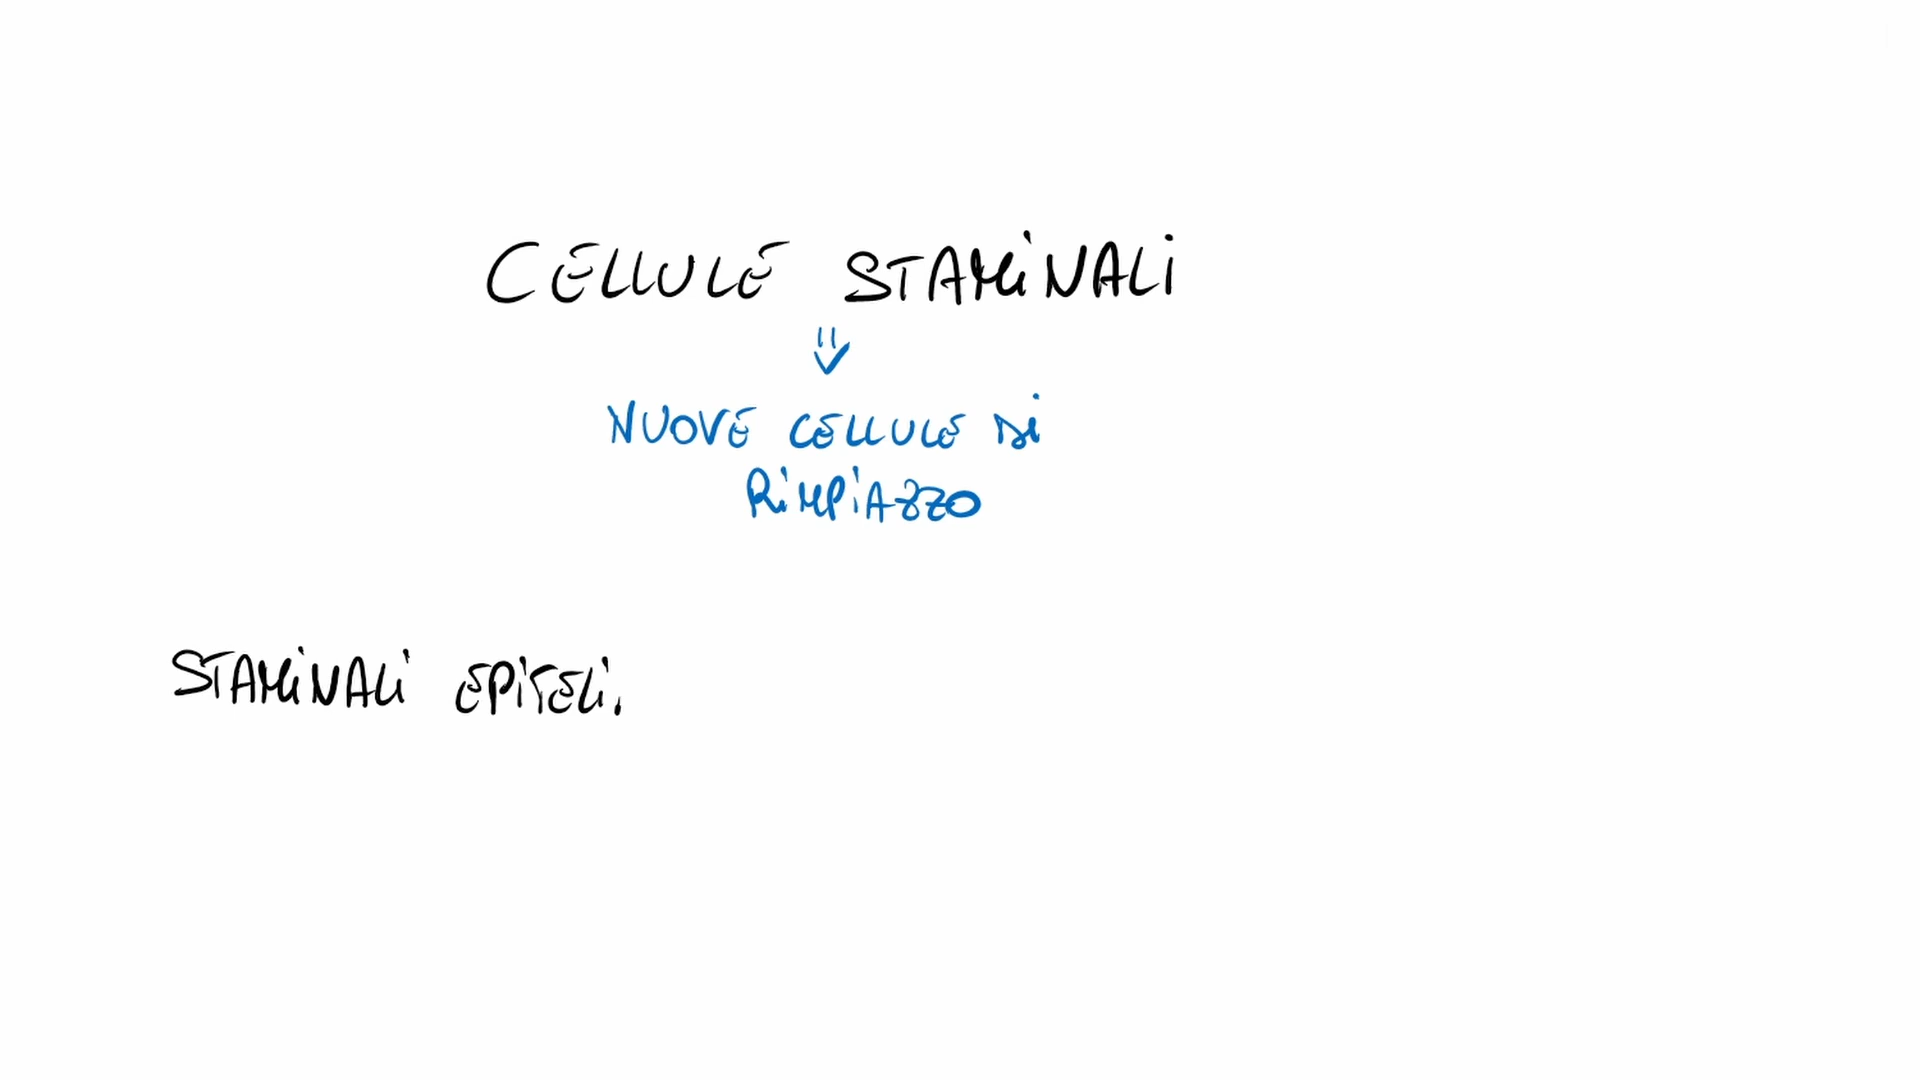 CELLULE STAMINALI
⇓
NUOVE CELLULE DI
RIMPIAZZO
STAMINALI EPITELI.